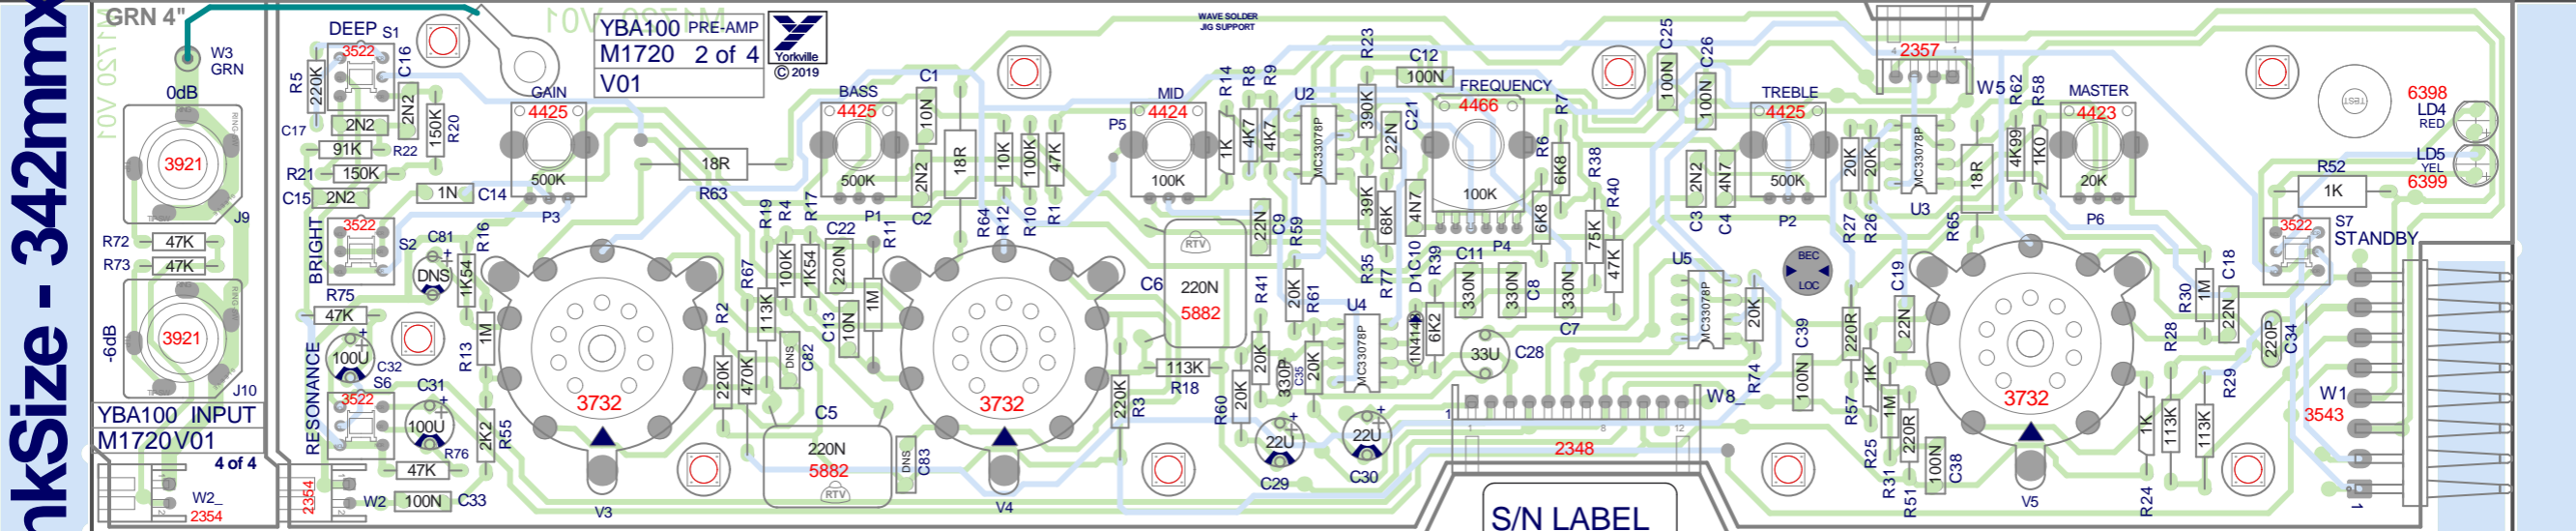 nkSize - 342mmx
GRN 4"
M1720 V01
W3
GRN
0dB
3921
J9
R72 47K
R73 47K
3921
-6dB
J10
YBA100 INPUT
M1720V01
4 of 4
W2_
2354
DEEP S1
3522
R5
220K
C16
2N2
C17
2N2
150K
R20
91K
R22
R21
150K
C15
2N2
1N
C14
BRIGHT
3522
S2
C81
DNS
R16
1K54
R75
47K
100U
C32
R13
1M
RESONANCE
S6
3522
C31
100U
R76
47K
2K2
R55
2354
W2
100N
C33
YBA100 PRE-AMP
M1720 2 of 4
V01
Yorkville
© 2019
GAIN
4425
500K
P3
18R
R63
3732
V3
R2
220K
R67
470K
R19
113K
R4
100K
R17
1K54
C22
220N
R11
1M
C13
10N
DNS
C82
C5
220N
5882
RTV
DNS
C83
BASS
4425
500K
P1
C1
10N
2N2
C2
18R
R64
10K
R12
100K
R10
47K
R1
3732
V4
WAVE SOLDER
JIG SUPPORT
MID
4424
P5
100K
R14
1K
R8
4K7
R9
4K7
U2
MC33078P
R23
390K
C12
100N
22N
C21
39K
R35
68K
R77
4N7
C10
RTV
C6
220N
5882
22N
C9
R59
20K
R41
20K
R61
20K
330P
C35
220K
R3
113K
R18
R60
20K
22U
C29
22U
C30
U4
MC33078P
D1
1N414
R39
6K2
FREQUENCY
4466
100K
P4
C11
330N
330N
C8
330N
C7
33U
C28
R7
6K8
R6
6K8
R38
75K
R40
47K
W8_
1
1
8
12
2348
S/N LABEL
C25
100N
C26
100N
2N2
C3
4N7
C4
U5
MC33078P
20K
R74
TREBLE
4425
500K
P2
BEC
LOC
100N
C39
20K
R27
20K
R26
U3
MC33078P
2357
4
1
W5
18R
R65
R62
4K99
R58
1K0
MASTER
4423
20K
P6
220R
R57
1K
R25
C19
22N
1M
R31
220R
R51
100N
C38
3732
V5
1K
R24
113K
R28
113K
R29
R30
1M
C18
22N
220P
C34
TEST
6398
LD4
RED
LD5
YEL
6399
R52
1K
3522
S7
STANDBY
W1
3543
1